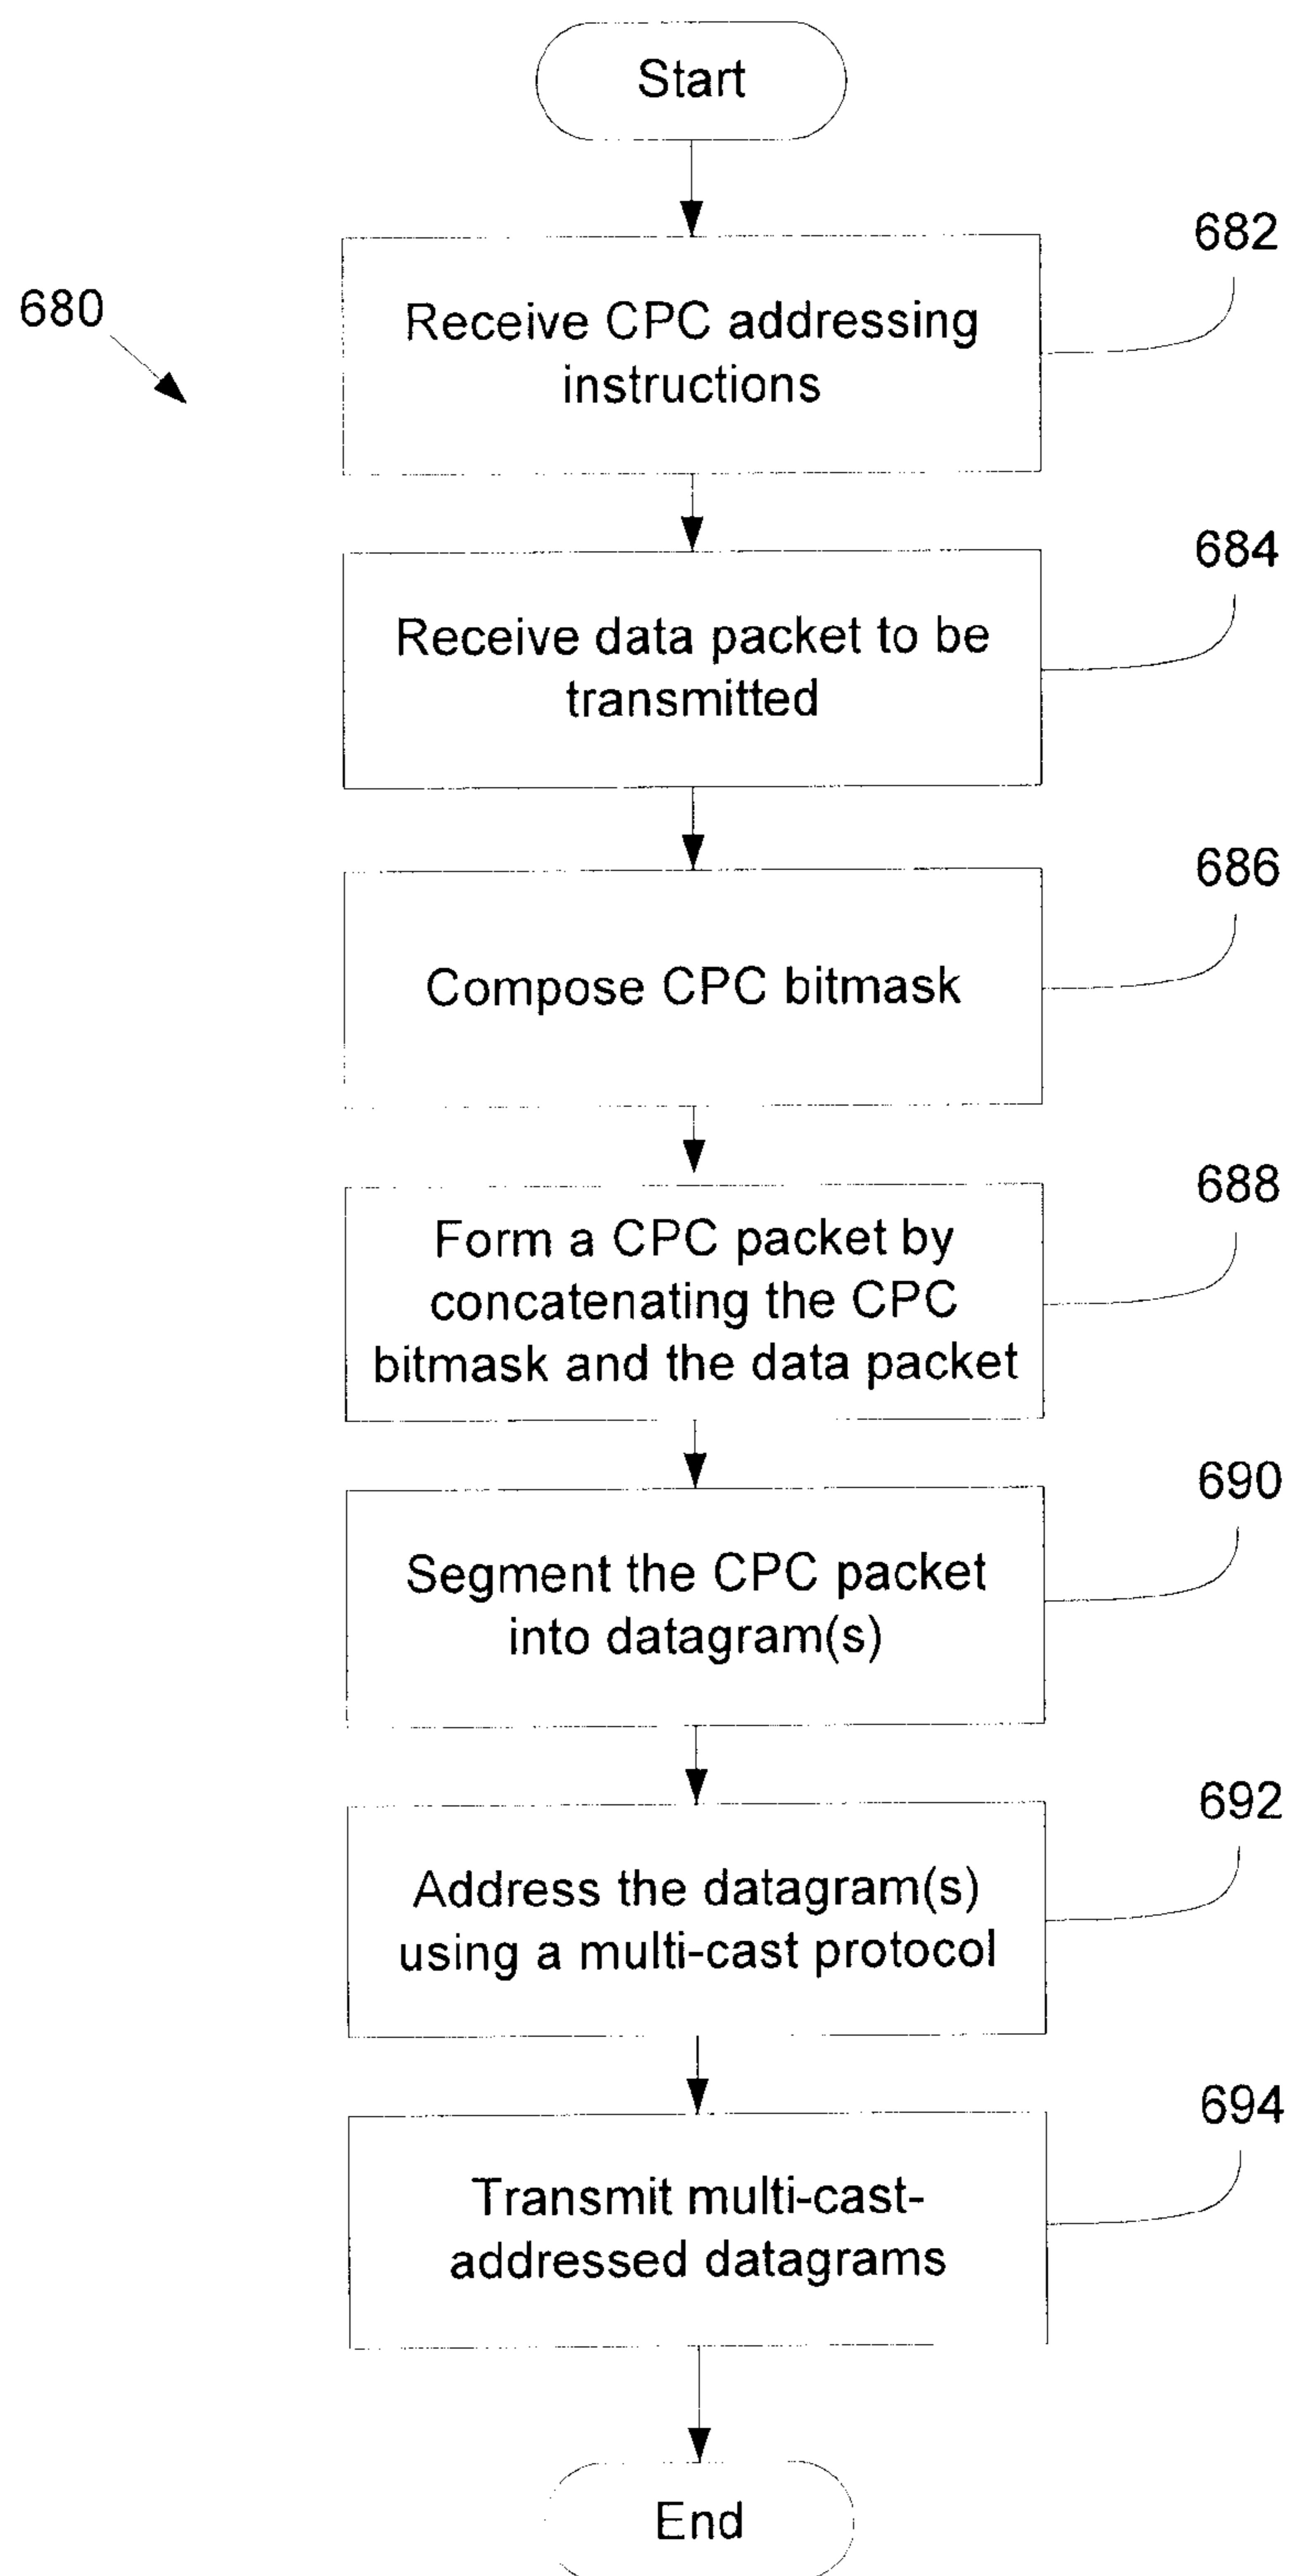 Start
682
680
Receive CPC addressing
instructions
684
Receive data packet to be
transmitted
686
Compose CPC bitmask
688
Form a CPC packet by
concatenating the CPC
bitmask and the data packet
690
Segment the CPC packet
into datagram(s)
692
Address the datagram(s)
using a multi-cast protocol
694
Transmit multi-cast-
addressed datagrams
End